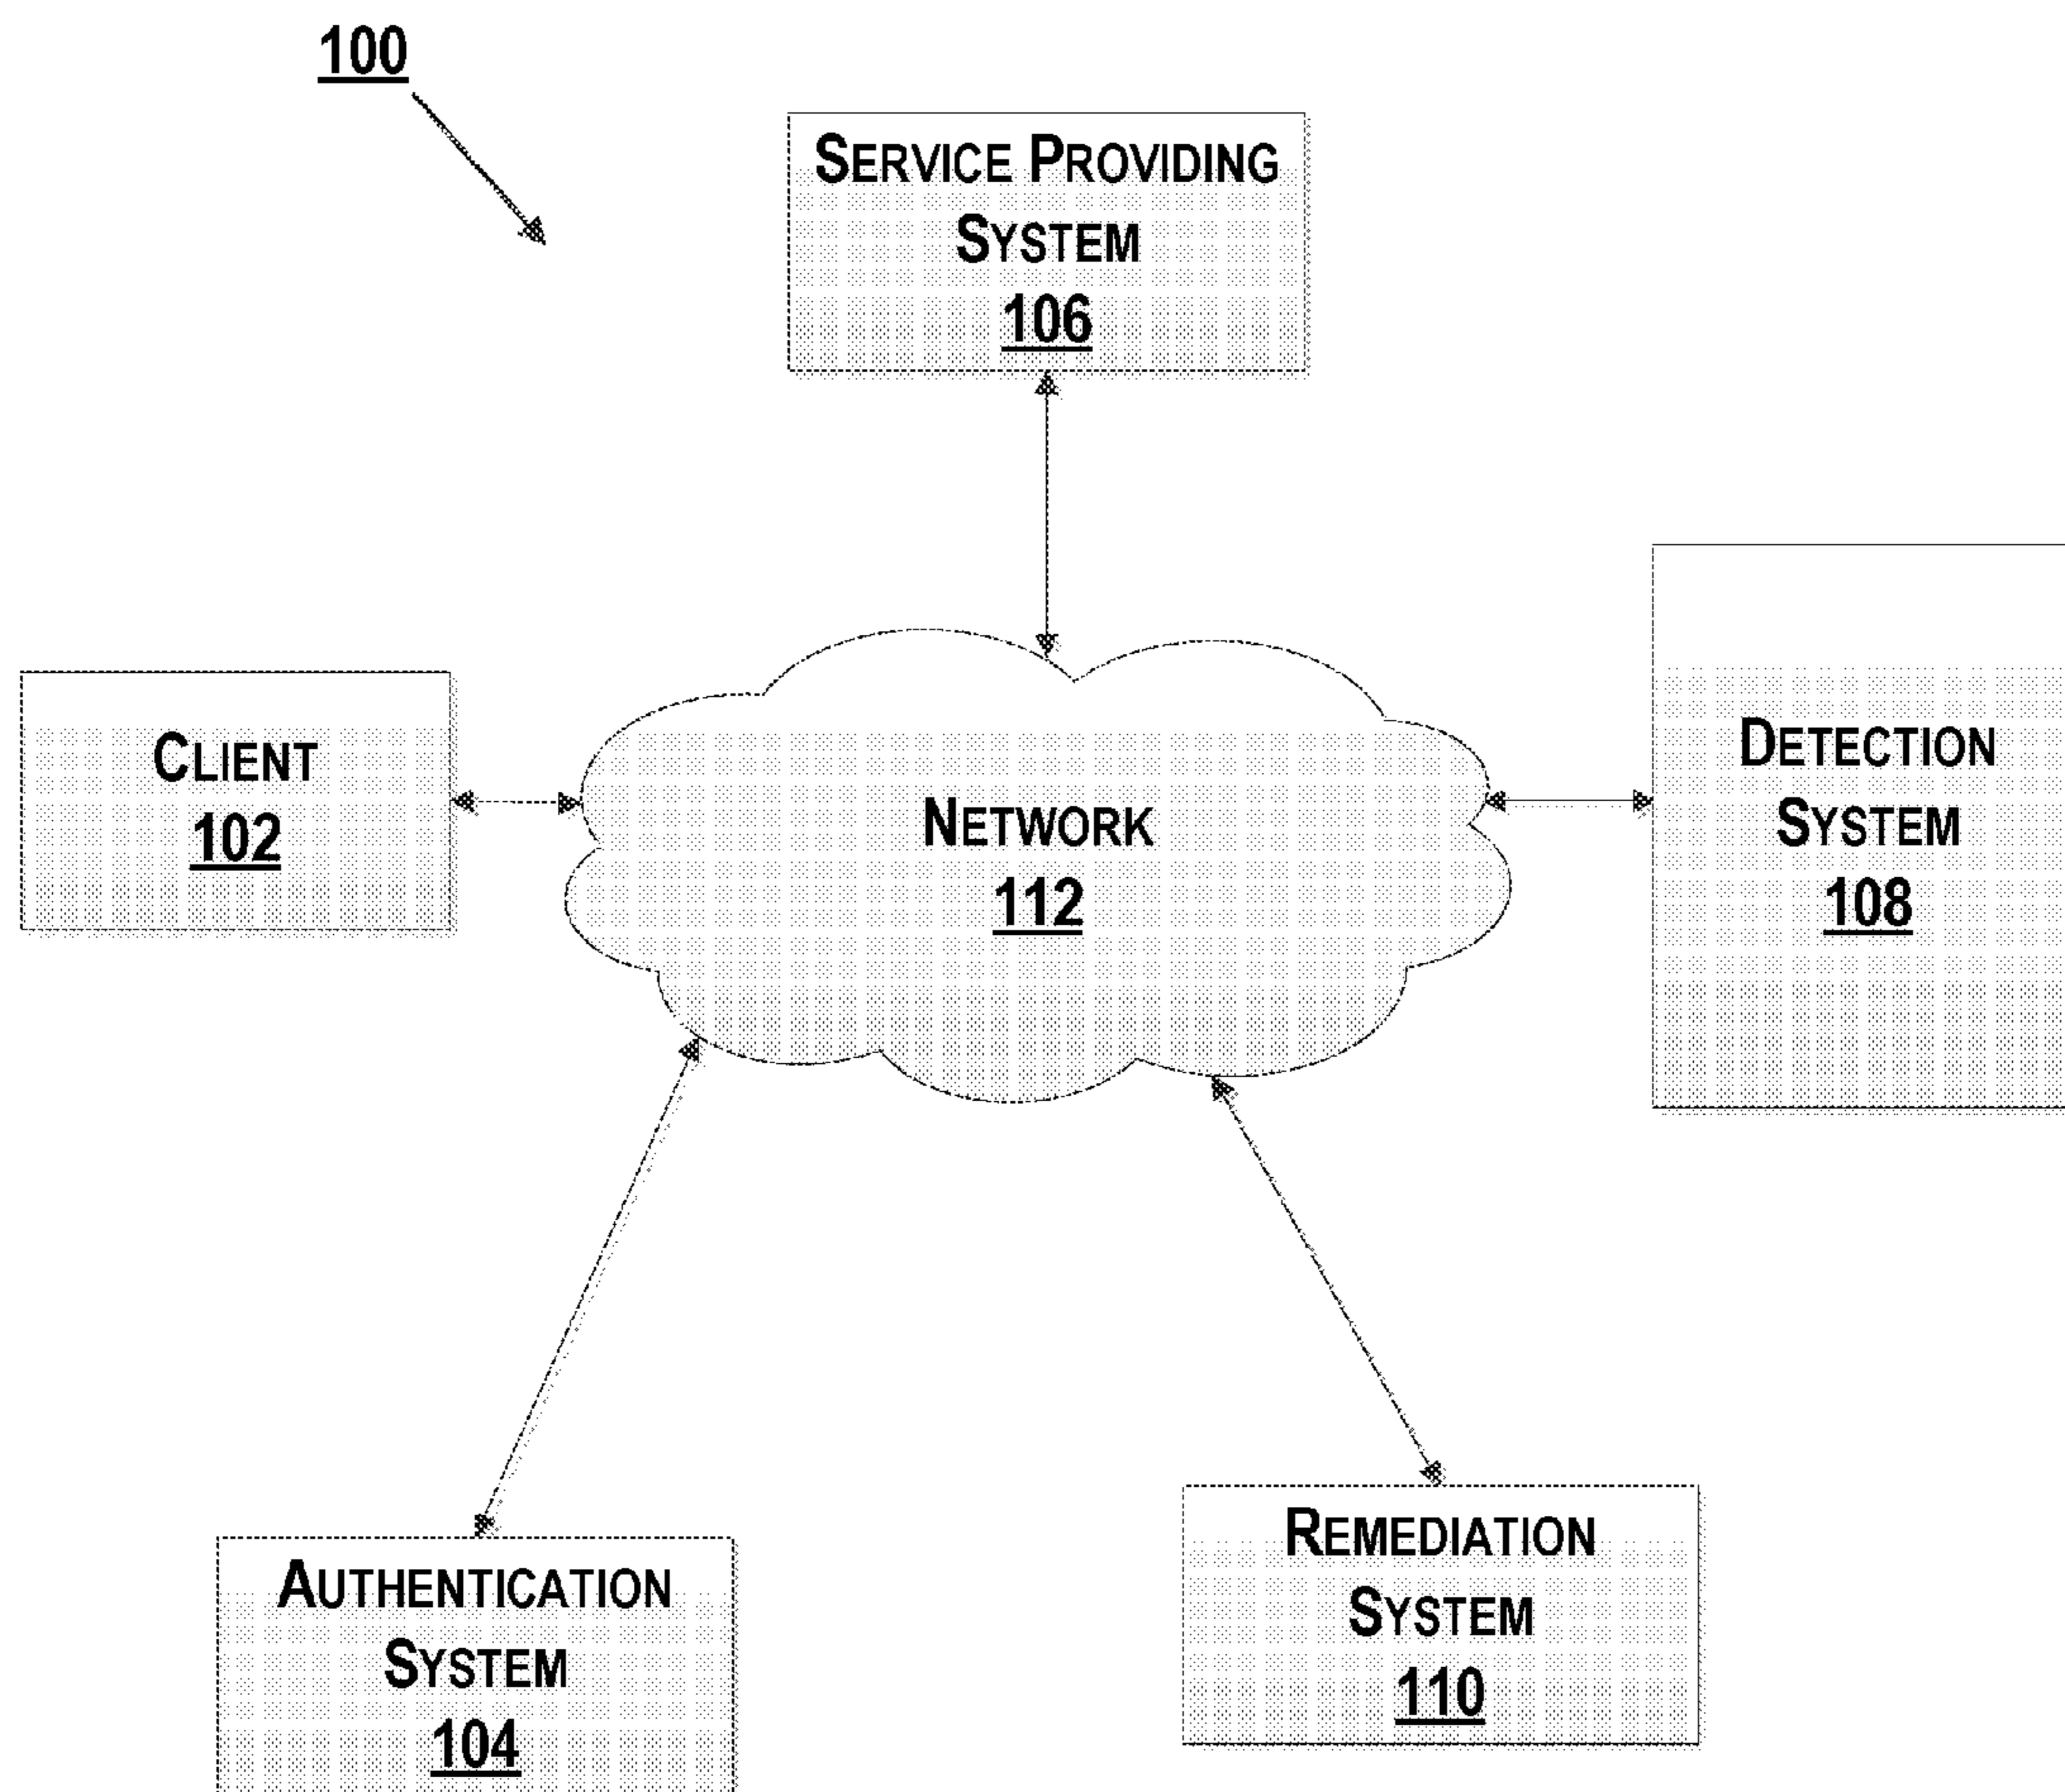 100
SERVICE PROVIDING
SYSTEM
106
CLIENT
102
NETWORK
112
DETECTION
SYSTEM
108
AUTHENTICATION
SYSTEM
104
REMEDIATION
SYSTEM
110